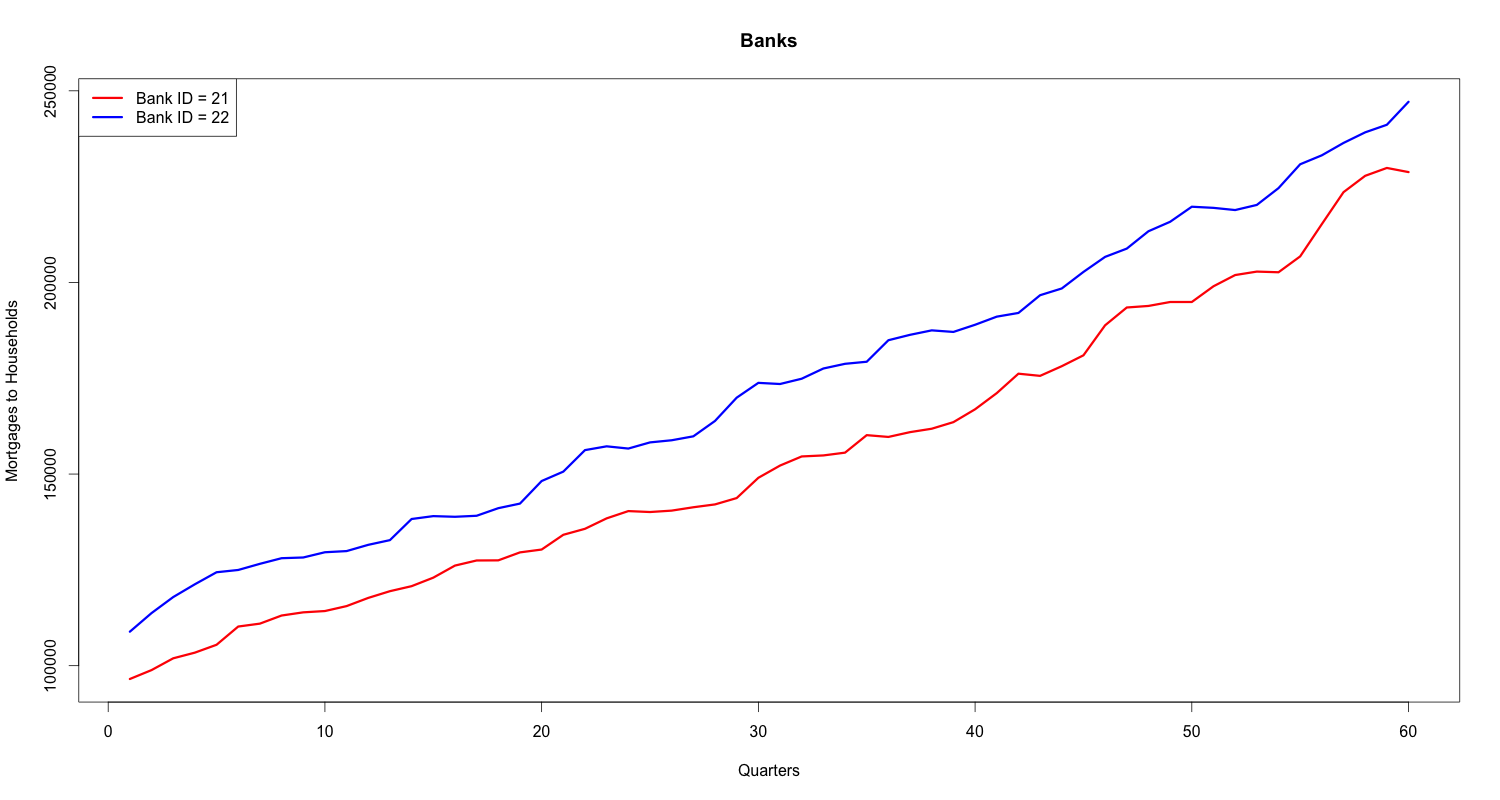 Banks
Bank ID = 21
Bank ID = 22
Mortgages to Households
250000
200000
150000
100000
0 10 20 30 40 50 60
Quarters